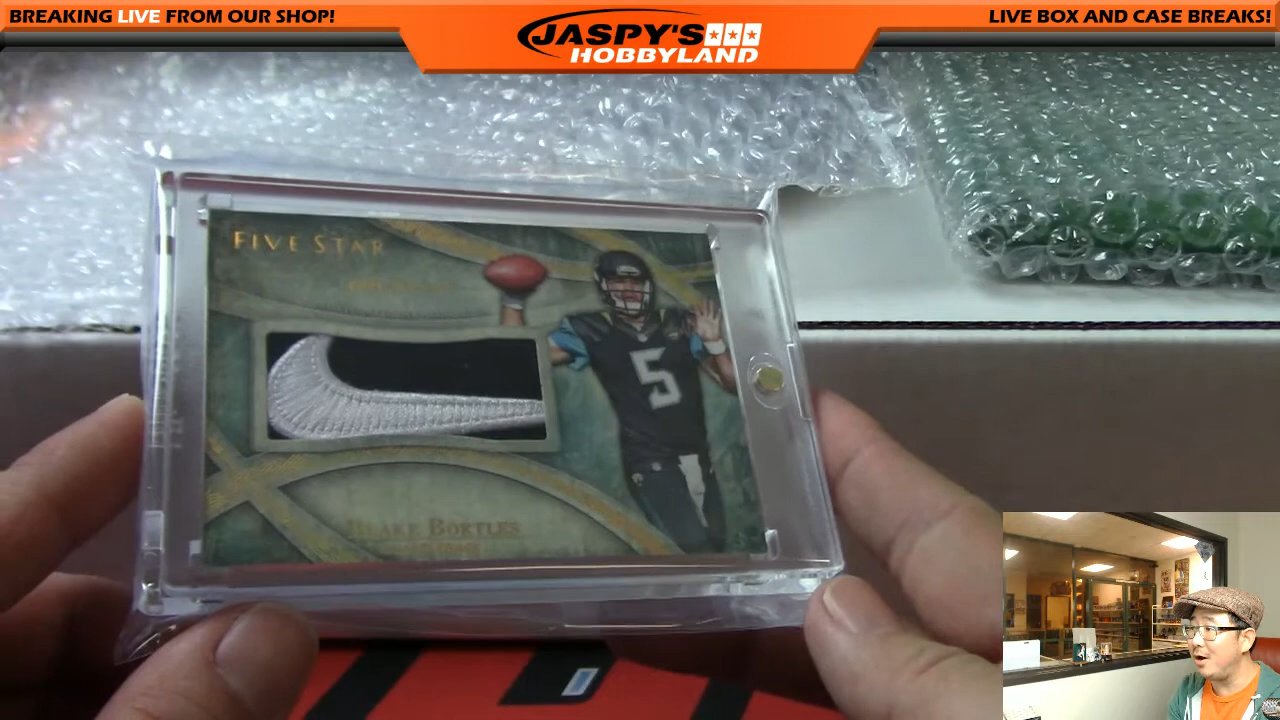 BREAKING LIVE FROM OUR SHOP!
JASPY'S
HOBBYLAND
LIVE BOX AND CASE BREAKS!
FIVE STAR
5
BLAKE BORTLES